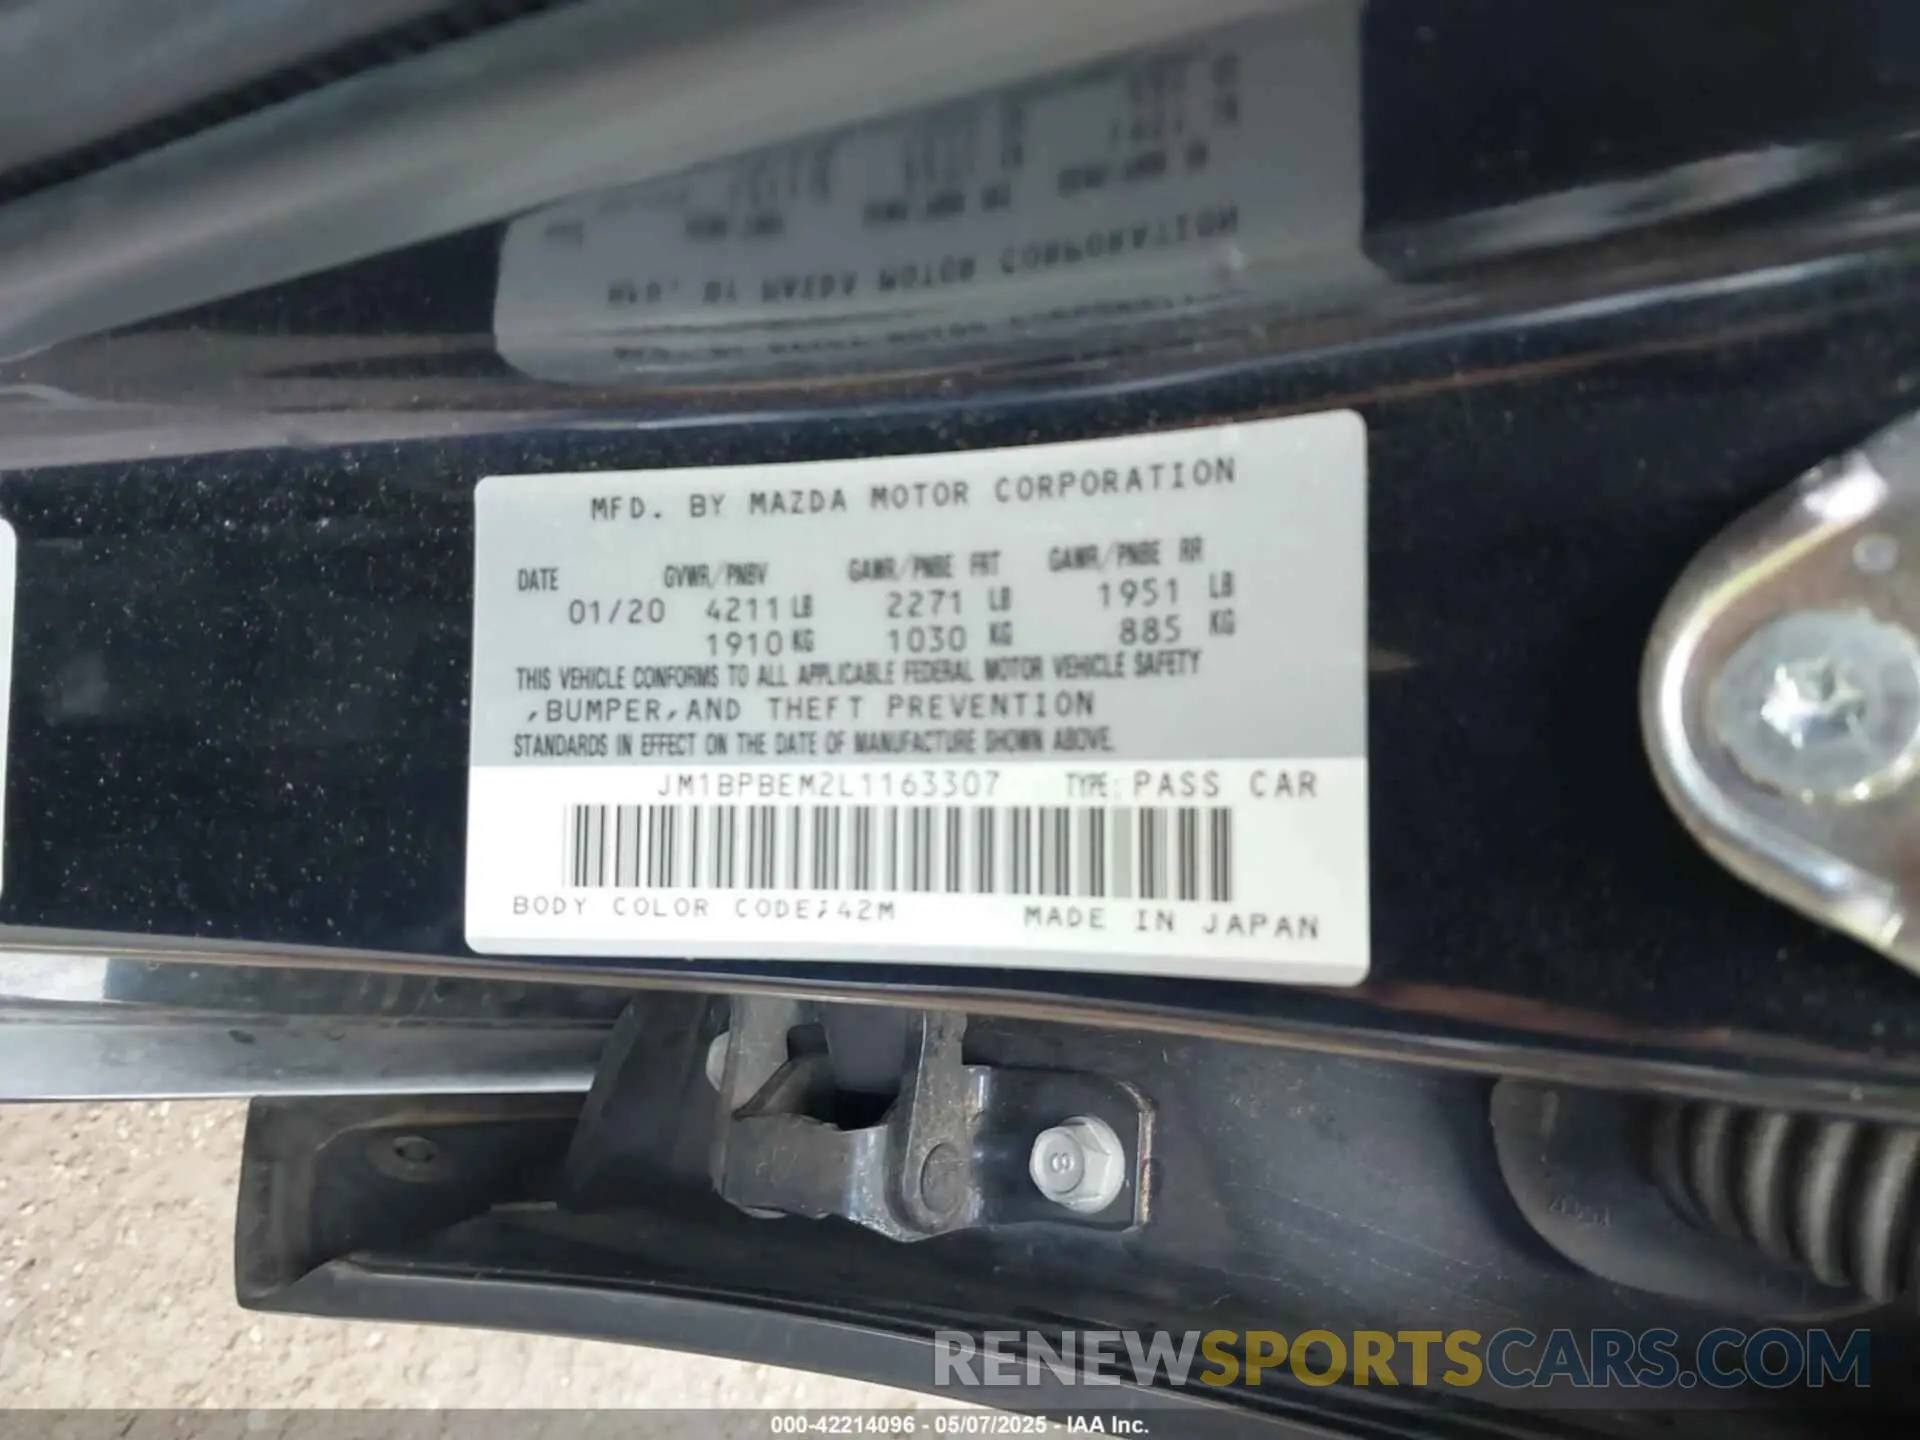 MFD. BY MAZDA MOTOR CORPORATION
DATE GVWR/PNBV GAWR/PNBE FRT GAWR/PNBE RR
01/20 4211 LB 2271 LB 1951 LB
1910 KG 1030 KG 885 KG
THIS VEHICLE CONFORMS TO ALL APPLICABLE FEDERAL MOTOR VEHICLE SAFETY
,BUMPER,AND THEFT PREVENTION
STANDARDS IN EFFECT ON THE DATE OF MANUFACTURE SHOWN ABOVE.
JM1BPBEM2L1163307 TYPE: PASS CAR
BODY COLOR CODE:42M MADE IN JAPAN
8
RENEWSPORTSCARS.COM
000-42214096 - 05/07/2025 - IAA Inc.